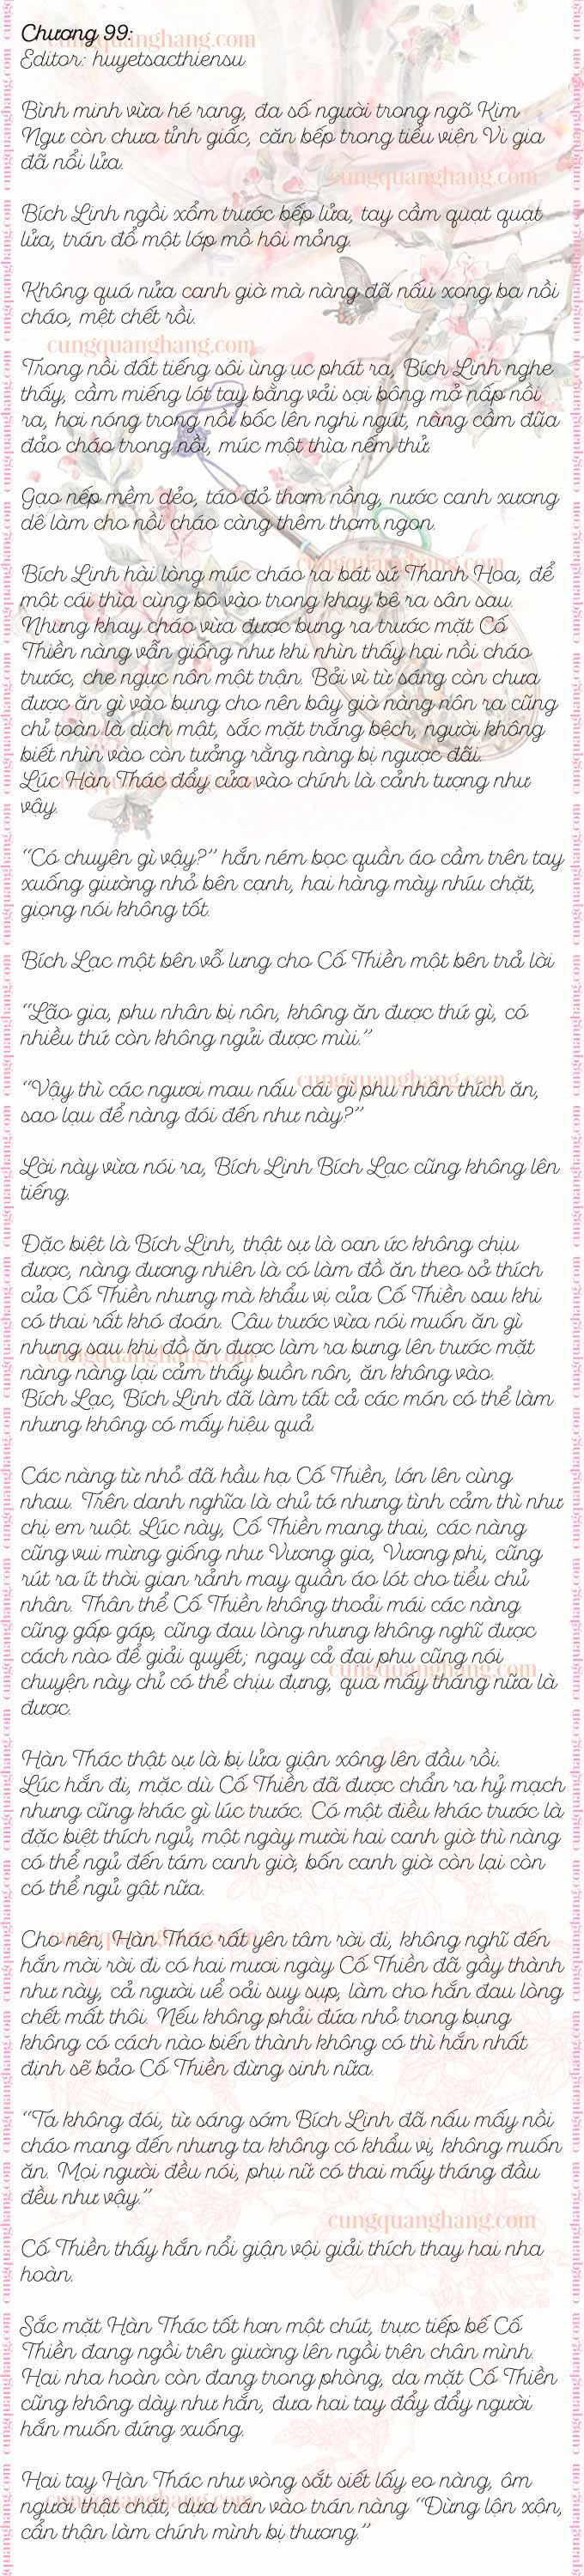 Chương 99:
cungquanghang.com
Editor: huyetsacthiensu
Bình minh vừa hé rạng, đa số người trong ngõ Kim
Ngư còn chưa tỉnh giấc, căn bếp trong tiểu viện Vi gia
đã nổi lửa.
cungquanghang.com
Bích Linh ngồi xổm trước bếp lửa, tay cầm quạt quạt
lửa, trán đổ một lớp mồ hôi mỏng.
Không quá nửa canh giờ mà nàng đã nấu xong ba nồi
cháo, mệt chết rồi.
cungquanghang.com
Trong nồi đất tiếng sôi ùng ục phát ra, Bích Linh nghe
thấy, cầm miếng lót tay bằng vải sợi bông mở nắp nồi
ra, hơi nóng trong nồi bốc lên nghi ngút, nàng cầm đũa
đảo cháo trong nồi, múc một thìa nếm thử.
Gạo nếp mềm dẻo, táo đỏ thơm nồng, nước canh xương
dê làm cho nồi cháo càng thêm thơm ngon.
cungquanghang.com
Bích Linh hài lòng múc cháo ra bát sứ Thanh Hoa, để
một cái thìa cùng bỏ vào trong khay bê ra sân sau.
Nhưng khay cháo vừa được bưng ra trước mặt Cố
Thiền nàng vẫn giống như khi nhìn thấy hai nồi cháo
trước, che ngực nôn một trận. Bởi vì từ sáng còn chưa
được ăn gì vào bụng cho nên bây giờ nàng nôn ra cũng
chỉ toàn là dịch mật, sắc mặt trắng bệch, người không
biết nhìn vào còn tưởng rằng nàng bị ngược đãi.
cungquanghang.com
Lúc Hàn Thác đẩy cửa vào chính là cảnh tượng như
vậy.
“Có chuyện gì vậy?” hắn ném bọc quần áo cầm trên tay
xuống giường nhỏ bên cạnh, hai hàng mày nhíu chặt,
giọng nói không tốt.
Bích Lạc một bên vỗ lưng cho Cố Thiền một bên trả lời
“Lão gia, phu nhân bị nôn, không ăn được thứ gì, có
nhiều thứ còn không ngửi được mùi.”
cungquanghang.com
“Vậy thì các ngươi mau nấu cái gì phu nhân thích ăn,
sao lại để nàng đói đến như này?”
Lời này vừa nói ra, Bích Linh Bích Lạc cũng không lên
tiếng.
Đặc biệt là Bích Linh, thật sự là oan ức không chịu
được, nàng đương nhiên là có làm đồ ăn theo sở thích
của Cố Thiền nhưng mà khẩu vị của Cố Thiền sau khi
có thai rất khó đoán. Câu trước vừa nói muốn ăn gì
nhưng sau khi đồ ăn được làm ra bưng lên trước mặt
cungquanghang.com
nàng nàng lại cảm thấy buồn nôn, ăn không vào.
Bích Lạc, Bích Linh đã làm tất cả các món có thể làm
nhưng không có mấy hiệu quả.
Các nàng từ nhỏ đã hầu hạ Cố Thiền, lớn lên cùng
nhau. Trên danh nghĩa là chủ tớ nhưng tình cảm thì như
chị em ruột. Lúc này, Cố Thiền mang thai, các nàng
cũng vui mừng giống như Vương gia, Vương phi, cũng
rút ra ít thời gian rảnh may quần áo lót cho tiểu chủ
nhân. Thân thể Cố Thiền không thoải mái các nàng
cũng gấp gáp, cũng đau lòng nhưng không nghĩ được
cách nào để giải quyết; ngay cả đại phu cũng nói
cungquanghang.com
chuyện này chỉ có thể chịu đựng, qua mấy tháng nữa là
được.
Hàn Thác thật sự là bị lửa giận xông lên đầu rồi.
Lúc hắn đi, mặc dù Cố Thiền đã được chẩn ra hỷ mạch
nhưng cũng khác gì lúc trước. Có một điều khác trước là
đặc biệt thích ngủ, một ngày mười hai canh giờ thì nàng
có thể ngủ đến tám canh giờ, bốn canh giờ còn lại còn
có thể ngủ gật nữa.
cungquanghang.com
Cho nên, Hàn Thác rất yên tâm rời đi, không nghĩ đến
hắn mới rời đi có hai mươi ngày Cố Thiền đã gầy thành
như này, cả người uể oải suy sụp, làm cho hắn đau lòng
chết mất thôi. Nếu không phải đứa nhỏ trong bụng
không có cách nào biến thành không có thì hắn nhất
định sẽ bảo Cố Thiền đừng sinh nữa.
“Ta không đói, từ sáng sớm Bích Linh đã nấu mấy nồi
cháo mang đến nhưng ta không có khẩu vị, không muốn
ăn. Mọi người đều nói, phụ nữ có thai mấy tháng đầu
đều như vậy.”
cungquanghang.com
Cố Thiền thấy hắn nổi giận vội giải thích thay hai nha
hoàn.
Sắc mặt Hàn Thác tốt hơn một chút, trực tiếp bế Cố
Thiền đang ngồi trên giường lên ngồi trên chân mình.
Hai nha hoàn còn đang trong phòng, da mặt Cố Thiền
cũng không dày như hắn, đưa hai tay đẩy đẩy người
hắn muốn đứng xuống.
Hai tay Hàn Thác như vòng sắt siết lấy eo nàng, ôm
cungquanghang.com
người thật chặt, dựa trán vào trán nàng “Đừng lộn xộn,
cẩn thận làm chính mình bị thương.”